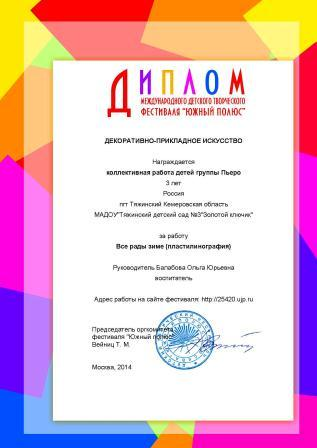 ДИПЛОМ
МЕЖДУНАРОДНОГО ДЕТСКОГО ТВОРЧЕСКОГО
ФЕСТИВАЛЯ "ЮЖНЫЙ ПОЛЮС"
ДЕКОРАТИВНО-ПРИКЛАДНОЕ ИСКУССТВО
Награждается
коллективная работа детей группы Пьеро
3 лет
Россия
пгт Тяжинский Кемеровская область
МАДОУ"Тяжинский детский сад №3"Золотой ключик"
за работу
Все рады зиме (пластилинография)
Руководитель Балабова Ольга Юрьевна
воспитатель
Адрес работы на сайте фестиваля: http://25420.ujp.ru
Председатель оргкомитета
фестиваля "Южный полюс"
Вейниц Т. М.
Москва, 2014